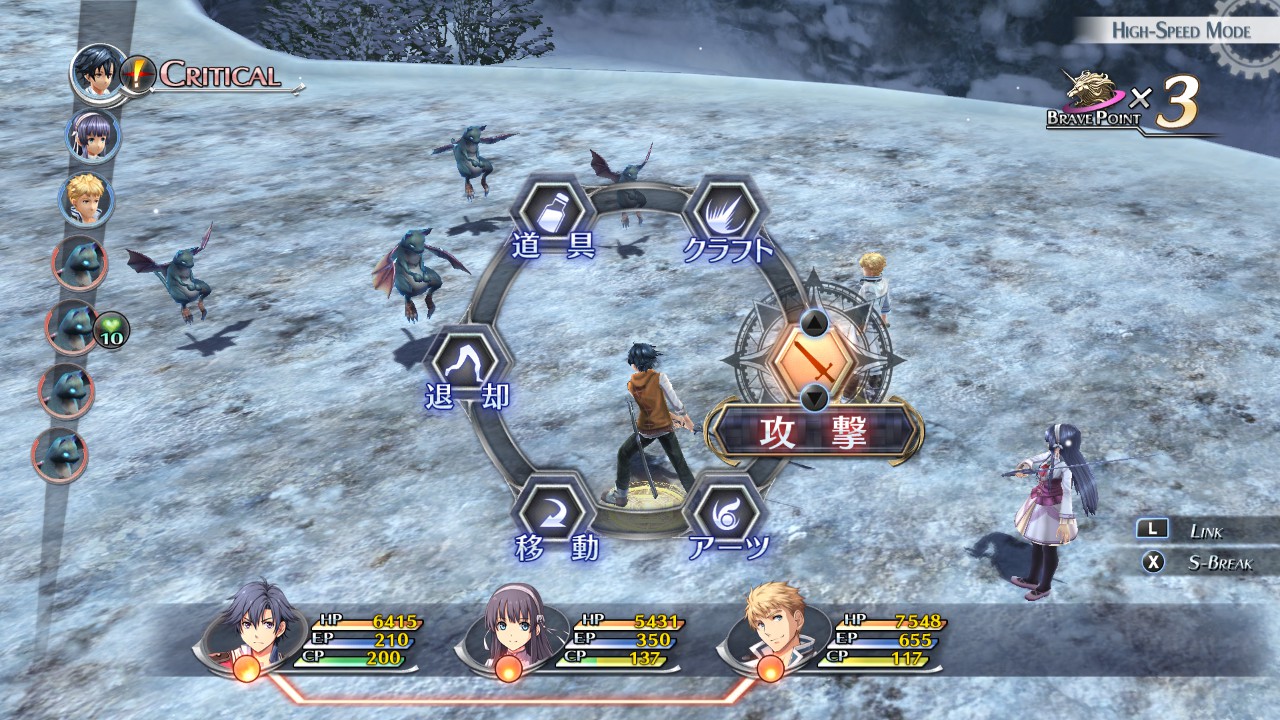 HIGH-SPEED MODE
CRITICAL
BRAVE POINT × 3
道具
クラフト
10
退却
攻撃
移動
アーツ
L LINK
X S-BREAK
HP 6415
EP 210
CP 200
HP 5431
EP 350
CP 137
HP 7548
EP 655
CP 117